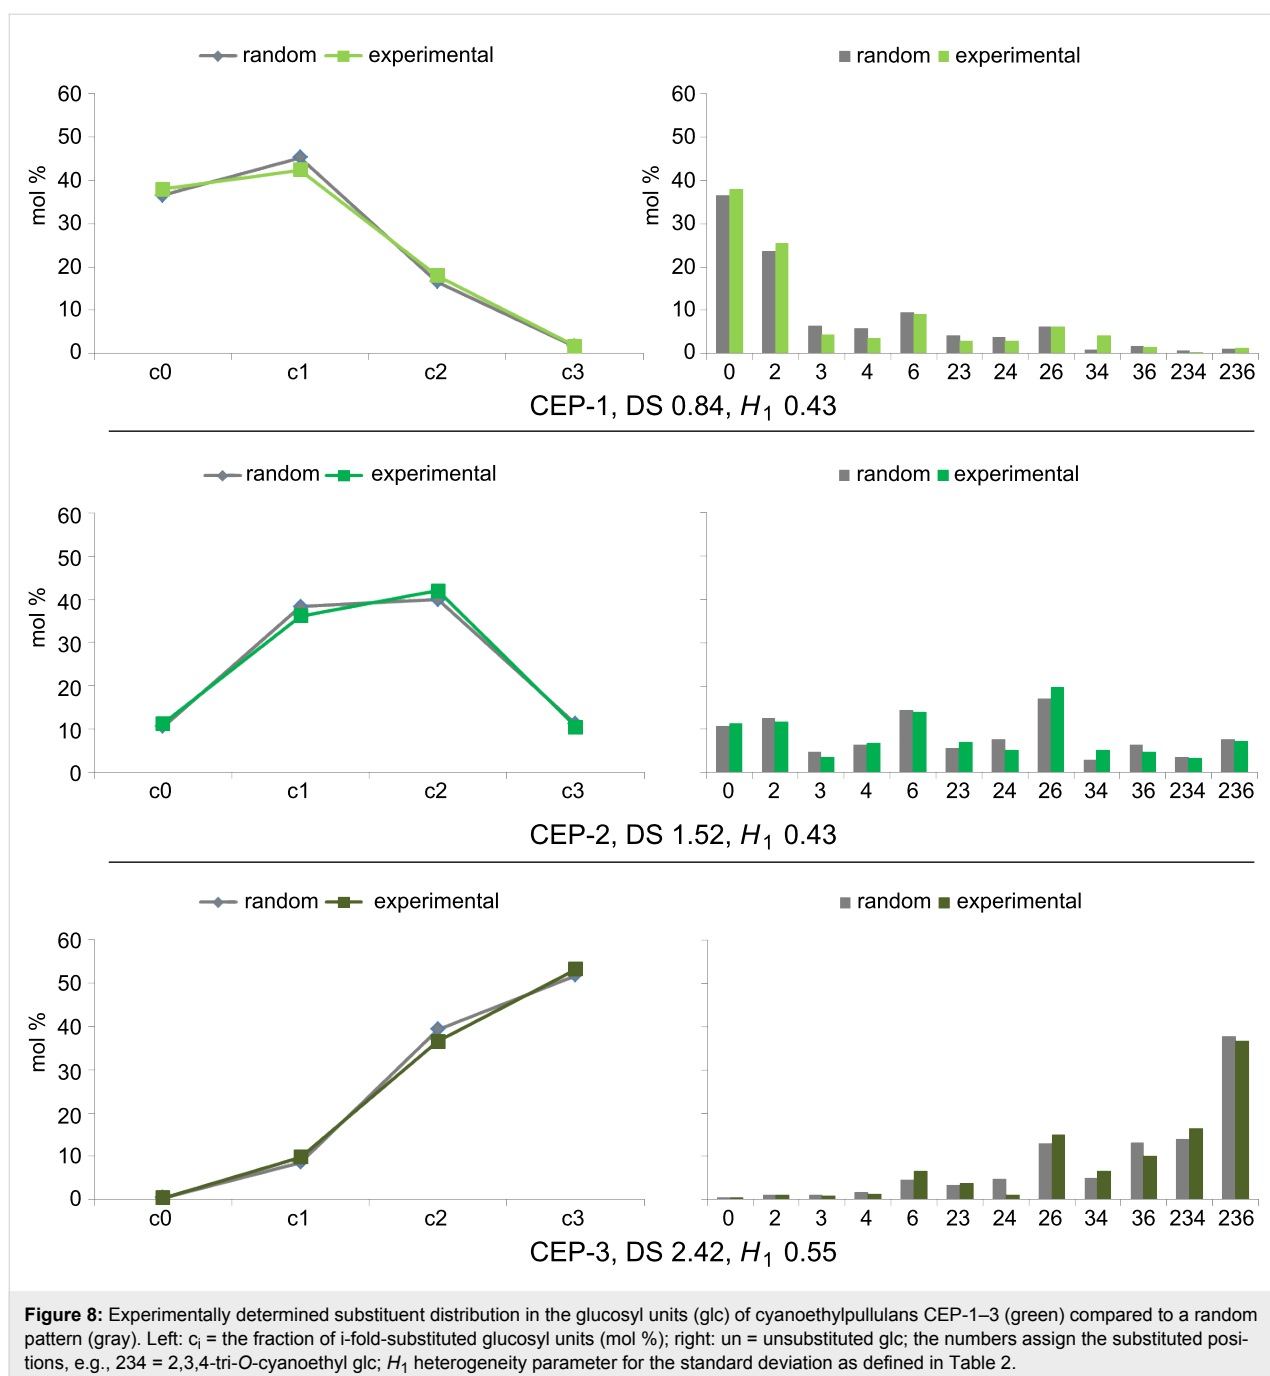 random experimental
random experimental
60
50
40
30
20
10
0
mol %
c0 c1 c2 c3
60
50
40
30
20
10
0
mol %
0 2 3 4 6 23 24 26 34 36 234 236
CEP-1, DS 0.84, H1 0.43
random experimental
random experimental
60
50
40
30
20
10
0
mol %
c0 c1 c2 c3
0 2 3 4 6 23 24 26 34 36 234 236
CEP-2, DS 1.52, H1 0.43
random experimental
random experimental
60
50
40
30
20
10
0
mol %
c0 c1 c2 c3
0 2 3 4 6 23 24 26 34 36 234 236
CEP-3, DS 2.42, H1 0.55
Figure 8: Experimentally determined substituent distribution in the glucosyl units (glc) of cyanoethylpullulans CEP-1–3 (green) compared to a random
pattern (gray). Left: ci = the fraction of i-fold-substituted glucosyl units (mol %); right: un = unsubstituted glc; the numbers assign the substituted posi-
tions, e.g., 234 = 2,3,4-tri-O-cyanoethyl glc; H1 heterogeneity parameter for the standard deviation as defined in Table 2.